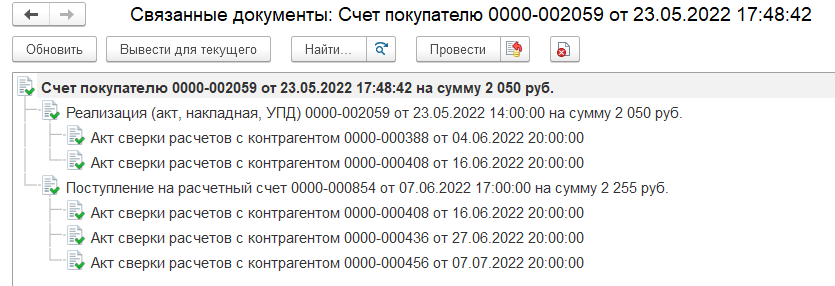 Связанные документы: Счет покупателю 0000-002059 от 23.05.2022 17:48:42
Обновить Вывести для текущего Найти... Провести
Счет покупателю 0000-002059 от 23.05.2022 17:48:42 на сумму 2 050 руб.
Реализация (акт, накладная, УПД) 0000-002059 от 23.05.2022 14:00:00 на сумму 2 050 руб.
Акт сверки расчетов с контрагентом 0000-000388 от 04.06.2022 20:00:00
Акт сверки расчетов с контрагентом 0000-000408 от 16.06.2022 20:00:00
Поступление на расчетный счет 0000-000854 от 07.06.2022 17:00:00 на сумму 2 255 руб.
Акт сверки расчетов с контрагентом 0000-000408 от 16.06.2022 20:00:00
Акт сверки расчетов с контрагентом 0000-000436 от 27.06.2022 20:00:00
Акт сверки расчетов с контрагентом 0000-000456 от 07.07.2022 20:00:00